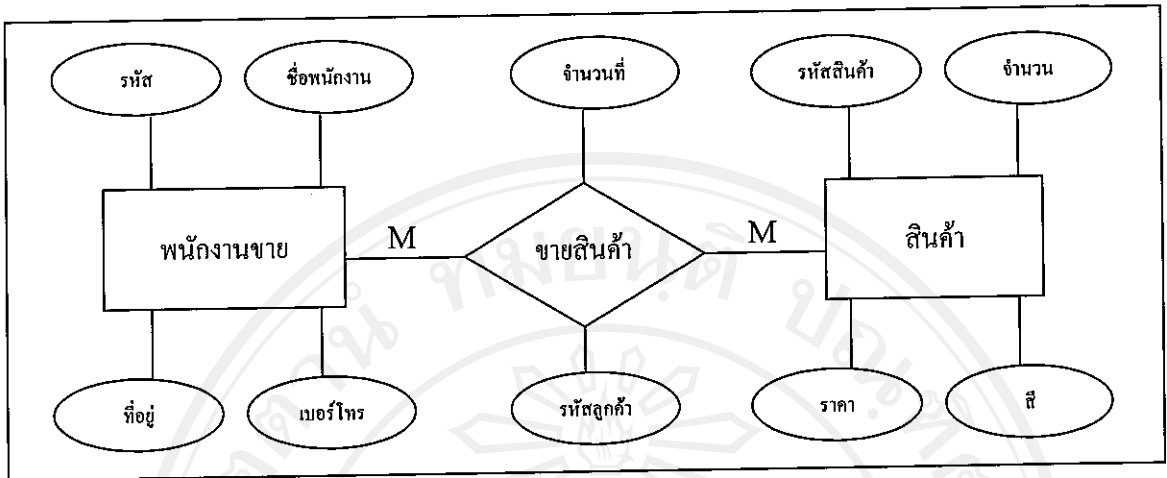 รหัส
ชื่อพนักงาน
จำนวนที่
รหัสสินค้า
จำนวน
พนักงานขาย
M
ขายสินค้า
M
สินค้า
ที่อยู่
เบอร์โทร
รหัสลูกค้า
ราคา
สี